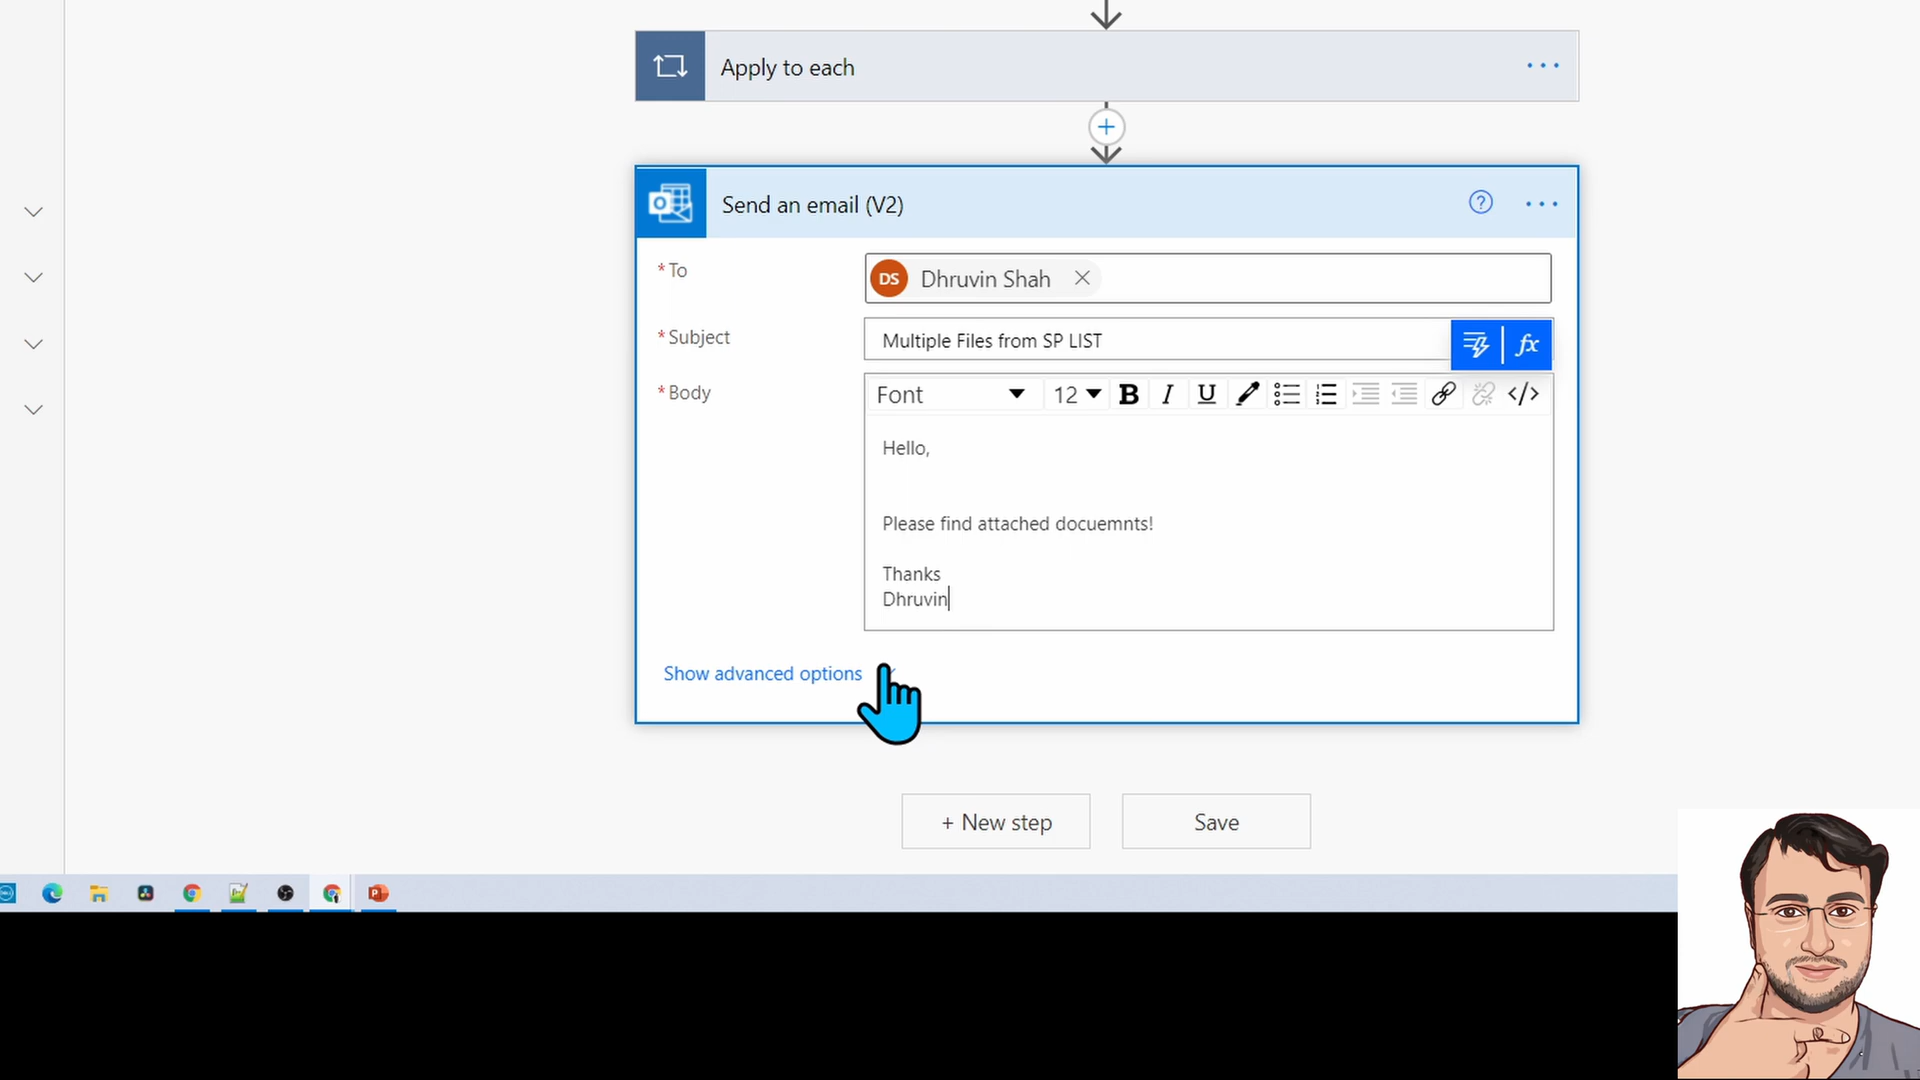 Apply to each
Send an email (V2)
* To
DS Dhruvin Shah
* Subject
Multiple Files from SP LIST
fx
* Body
Font 12 B I U </>
Hello,
Please find attached docuemnts!
Thanks
Dhruvin
Show advanced options
+ New step
Save